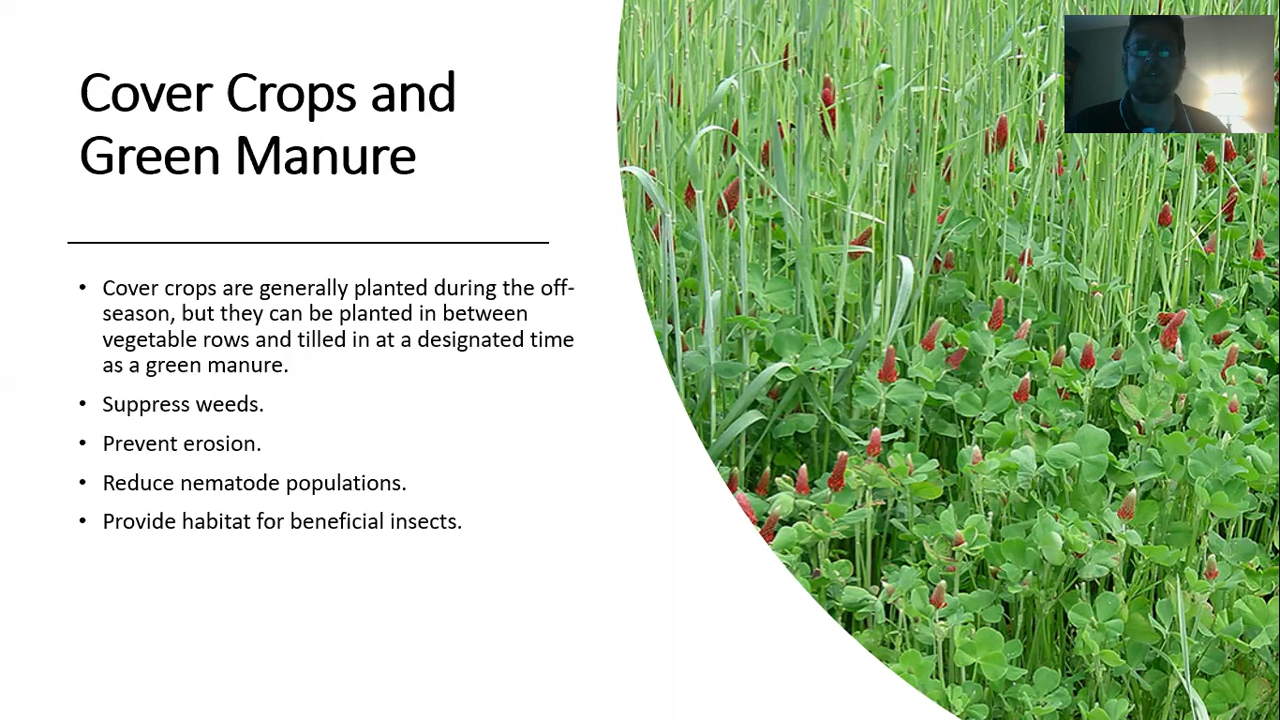 Cover Crops and
Green Manure
• Cover crops are generally planted during the off-
season, but they can be planted in between
vegetable rows and tilled in at a designated time
as a green manure.
• Suppress weeds.
• Prevent erosion.
• Reduce nematode populations.
• Provide habitat for beneficial insects.